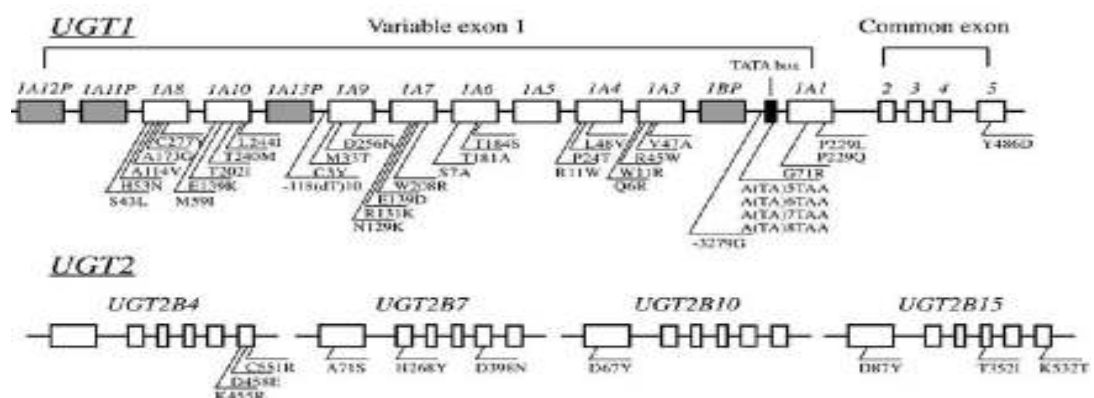 UGT1
Variable exon 1
Common exon
TATA box
1A12P 1A11P 1A8 1A10 1A13P 1A9 1A7 1A6 1A5 1A4 1A3 1BP 1A1 2 3 4 5
C277Y
A173G
A114V
H53N
S43L
L244I
T240M
T202I
E139K
M59I
D256N
M33T
C3Y
-118(dT)10
W208R
E139D
R131K
N129K
T184S
T181A
S7A
L48V
P24T
R11W
V47A
R45W
W11R
Q6R
P229L
P229Q
G71R
A(TA)5TAA
A(TA)6TAA
A(TA)7TAA
A(TA)8TAA
-3279G
Y486D
UGT2
UGT2B4 UGT2B7 UGT2B10 UGT2B15
C551R
D458E
K455R
A71S
H268Y
D398N
D67Y
D87Y
T352I
K532T